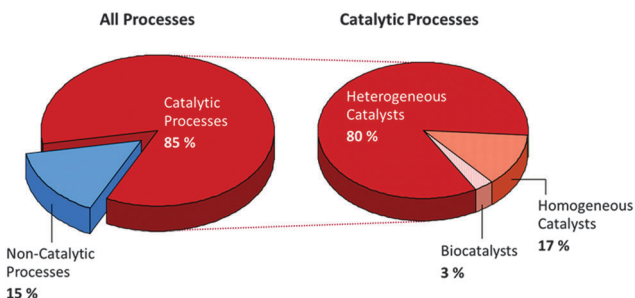 All Processes
Catalytic
Processes
85 %
Non-Catalytic
Processes
15 %
Catalytic Processes
Heterogeneous
Catalysts
80 %
Homogeneous
Catalysts
17 %
Biocatalysts
3 %